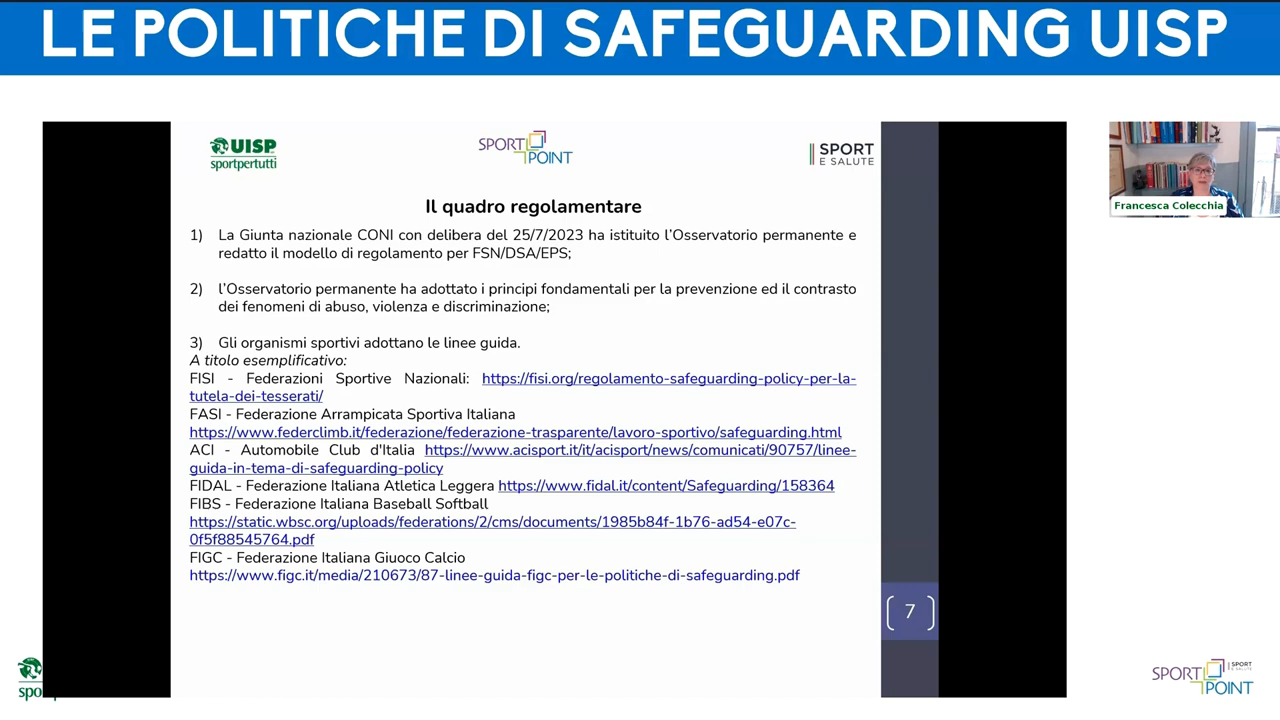 LE POLITICHE DI SAFEGUARDING UISP
UISP
sportpertutti
SPORT
POINT
SPORT
E SALUTE
Il quadro regolamentare
1) La Giunta nazionale CONI con delibera del 25/7/2023 ha istituito l'Osservatorio permanente e
redatto il modello di regolamento per FSN/DSA/EPS;
2) l'Osservatorio permanente ha adottato i principi fondamentali per la prevenzione ed il contrasto
dei fenomeni di abuso, violenza e discriminazione;
3) Gli organismi sportivi adottano le linee guida.
A titolo esemplificativo:
FISI - Federazioni Sportive Nazionali: https://fisi.org/regolamento-safeguarding-policy-per-la-
tutela-dei-tesserati/
FASI - Federazione Arrampicata Sportiva Italiana
https://www.federclimb.it/federazione/federazione-trasparente/lavoro-sportivo/safeguarding.html
ACI - Automobile Club d'Italia https://www.acisport.it/it/acisport/news/comunicati/90757/linee-
guida-in-tema-di-safeguarding-policy
FIDAL - Federazione Italiana Atletica Leggera https://www.fidal.it/content/Safeguarding/158364
FIBS - Federazione Italiana Baseball Softball
https://static.wbsc.org/uploads/federations/2/cms/documents/1985b84f-1b76-ad54-e07c-
0f5f88545764.pdf
FIGC - Federazione Italiana Giuoco Calcio
https://www.figc.it/media/210673/87-linee-guida-figc-per-le-politiche-di-safeguarding.pdf
7
Francesca Colecchia
spo
SPORT
POINT
SPORT
E SALUTE